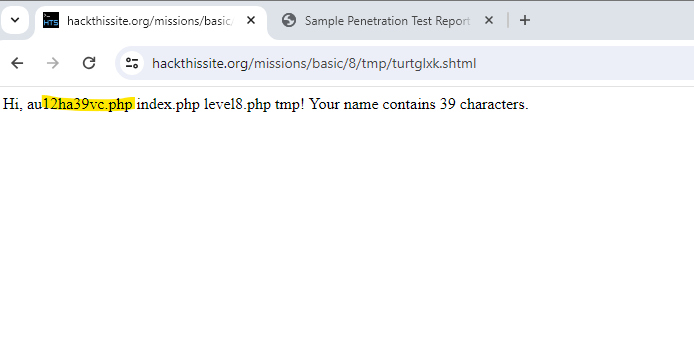 HTS hackthissite.org/missions/basic/ Sample Penetration Test Report
hackthissite.org/missions/basic/8/tmp/turtglxk.shtml
Hi, au12ha39vc.php index.php level8.php tmp! Your name contains 39 characters.